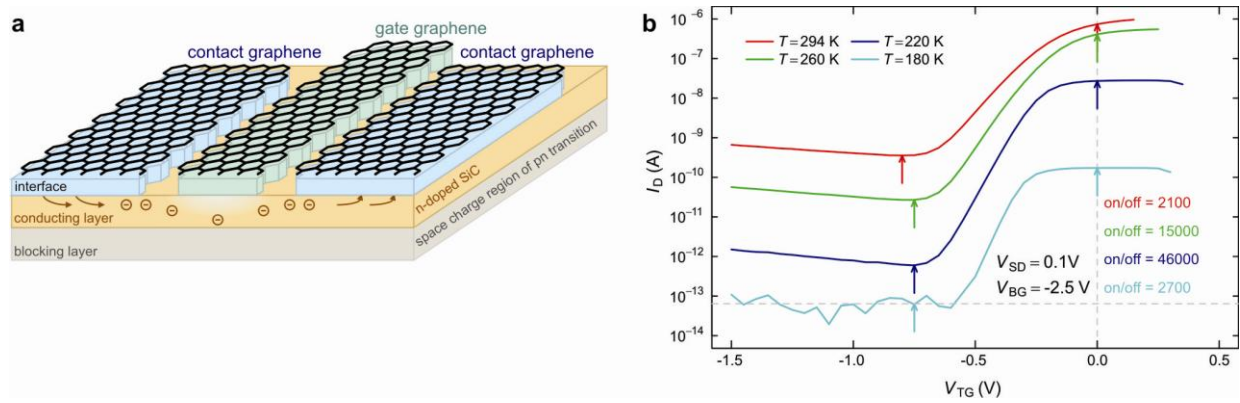 a
gate graphene
contact graphene
contact graphene
interface
conducting layer
blocking layer
n-doped SiC
space charge region of pn transition
b
T = 294 K
T = 260 K
T = 220 K
T = 180 K
I_D (A)
10⁻⁶
10⁻⁷
10⁻⁸
10⁻⁹
10⁻¹⁰
10⁻¹¹
10⁻¹²
10⁻¹³
10⁻¹⁴
on/off = 2100
on/off = 15000
on/off = 46000
on/off = 2700
V_SD = 0.1V
V_BG = -2.5 V
-1.5 -1.0 -0.5 0.0 0.5
V_TG (V)